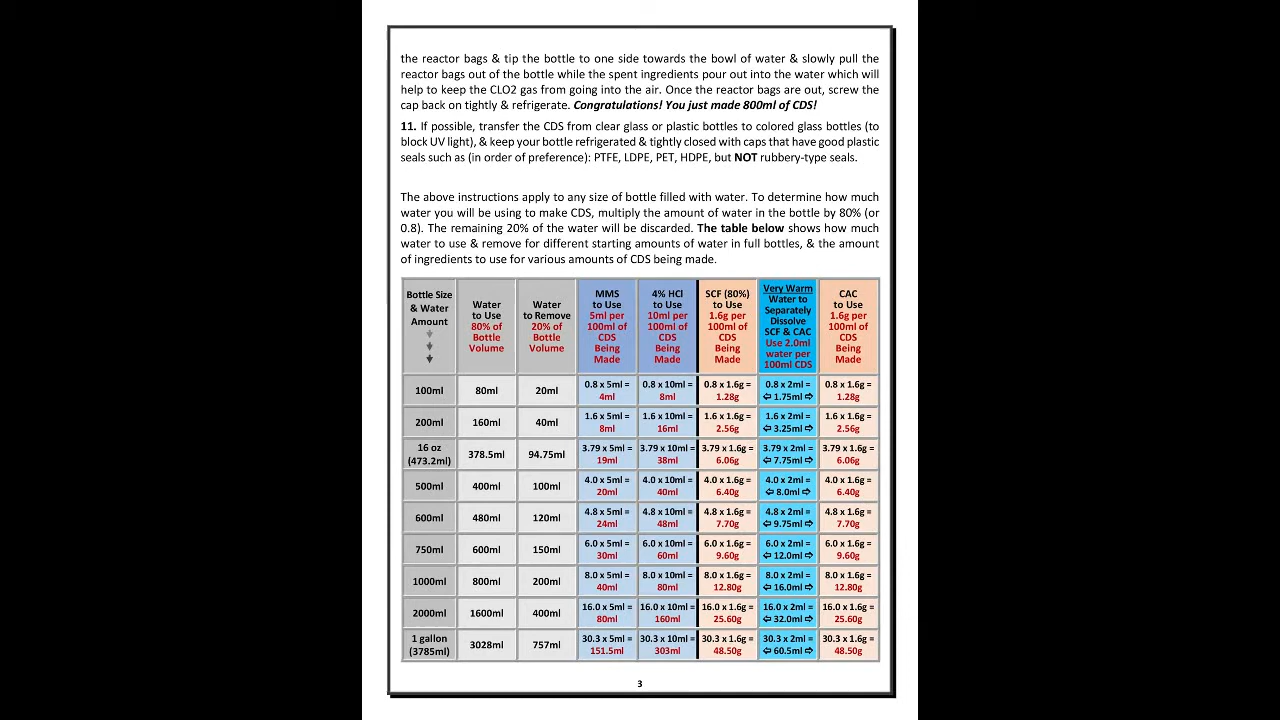 the reactor bags & tip the bottle to one side towards the bowl of water & slowly pull the
reactor bags out of the bottle while the spent ingredients pour out into the water which will
help to keep the CLO2 gas from going into the air. Once the reactor bags are out, screw the
cap back on tightly & refrigerate. Congratulations! You just made 800ml of CDS!
11. If possible, transfer the CDS from clear glass or plastic bottles to colored glass bottles (to
block UV light), & keep your bottle refrigerated & tightly closed with caps that have good plastic
seals such as (in order of preference): PTFE, LDPE, PET, HDPE, but NOT rubbery-type seals.
The above instructions apply to any size of bottle filled with water. To determine how much
water you will be using to make CDS, multiply the amount of water in the bottle by 80% (or
0.8). The remaining 20% of the water will be discarded. The table below shows how much
water to use & remove for different starting amounts of water in full bottles, & the amount
of ingredients to use for various amounts of CDS being made.
Bottle Size
& Water
Amount
Water
to Use
80% of
Bottle
Volume
Water
to Remove
20% of
Bottle
Volume
MMS
to Use
5ml per
100ml of
CDS
Being
Made
4% HCl
to Use
10ml per
100ml of
CDS
Being
Made
SCF (80%)
to Use
1.6g per
100ml of
CDS
Being
Made
Very Warm
Water to
Separately
Dissolve
SCF & CAC
Use 2.0ml
water per
100ml CDS
CAC
to Use
1.6g per
100ml of
CDS
Being
Made
100ml 80ml 20ml 0.8 x 5ml = 0.8 x 10ml = 0.8 x 1.6g = 0.8 x 2ml = 0.8 x 1.6g =
4ml 8ml 1.28g ⇦ 1.75ml ⇨ 1.28g
200ml 160ml 40ml 1.6 x 5ml = 1.6 x 10ml = 1.6 x 1.6g = 1.6 x 2ml = 1.6 x 1.6g =
8ml 16ml 2.56g ⇦ 3.25ml ⇨ 2.56g
16 oz 378.5ml 94.75ml 3.79 x 5ml = 3.79 x 10ml = 3.79 x 1.6g = 3.79 x 2ml = 3.79 x 1.6g =
(473.2ml) 19ml 38ml 6.06g ⇦ 7.75ml ⇨ 6.06g
500ml 400ml 100ml 4.0 x 5ml = 4.0 x 10ml = 4.0 x 1.6g = 4.0 x 2ml = 4.0 x 1.6g =
20ml 40ml 6.40g ⇦ 8.0ml ⇨ 6.40g
600ml 480ml 120ml 4.8 x 5ml = 4.8 x 10ml = 4.8 x 1.6g = 4.8 x 2ml = 4.8 x 1.6g =
24ml 48ml 7.70g ⇦ 9.75ml ⇨ 7.70g
750ml 600ml 150ml 6.0 x 5ml = 6.0 x 10ml = 6.0 x 1.6g = 6.0 x 2ml = 6.0 x 1.6g =
30ml 60ml 9.60g ⇦ 12.0ml ⇨ 9.60g
1000ml 800ml 200ml 8.0 x 5ml = 8.0 x 10ml = 8.0 x 1.6g = 8.0 x 2ml = 8.0 x 1.6g =
40ml 80ml 12.80g ⇦ 16.0ml ⇨ 12.80g
2000ml 1600ml 400ml 16.0 x 5ml = 16.0 x 10ml = 16.0 x 1.6g = 16.0 x 2ml = 16.0 x 1.6g =
80ml 160ml 25.60g ⇦ 32.0ml ⇨ 25.60g
1 gallon 3028ml 757ml 30.3 x 5ml = 30.3 x 10ml = 30.3 x 1.6g = 30.3 x 2ml = 30.3 x 1.6g =
(3785ml) 151.5ml 303ml 48.50g ⇦ 60.5ml ⇨ 48.50g
3